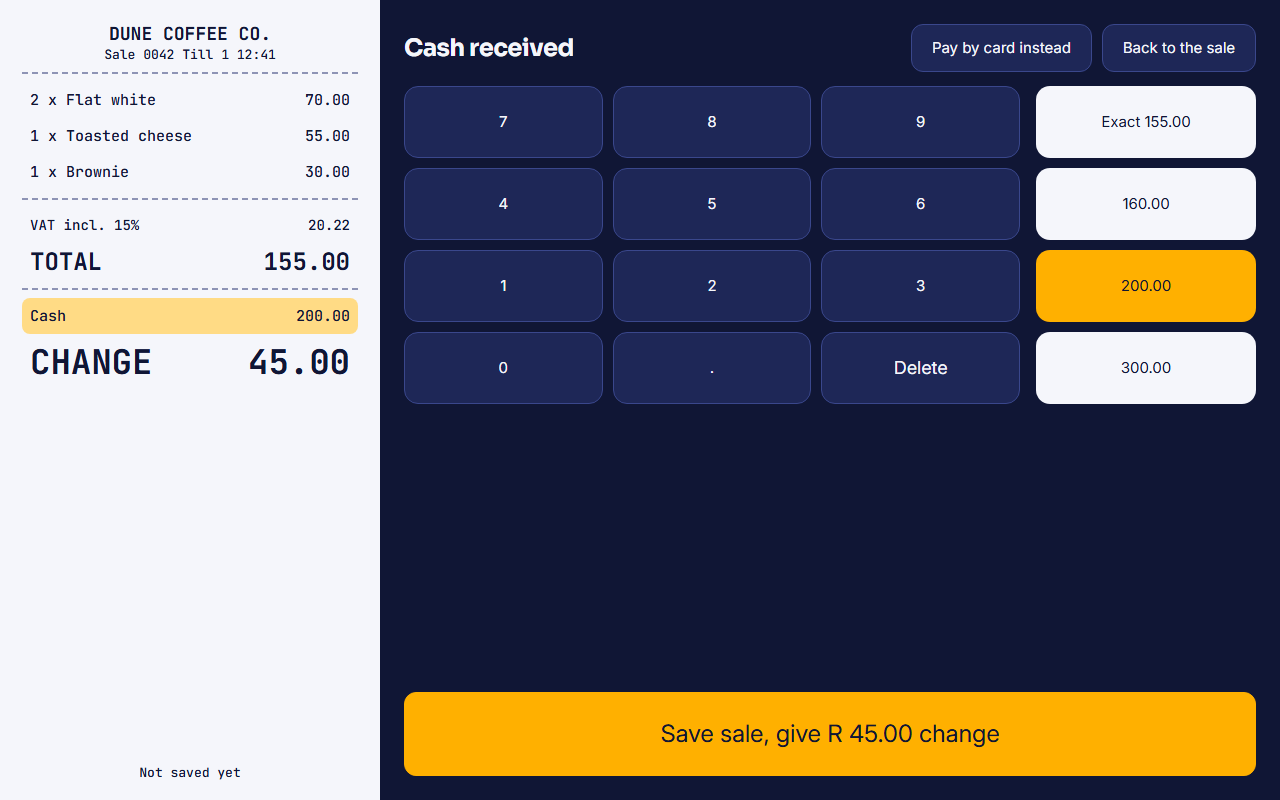 DUNE COFFEE CO.
Sale 0042 Till 1 12:41
2 x Flat white 70.00
1 x Toasted cheese 55.00
1 x Brownie 30.00
VAT incl. 15% 20.22
TOTAL 155.00
Cash 200.00
CHANGE 45.00
Not saved yet
Cash received
Pay by card instead
Back to the sale
7 8 9 Exact 155.00
4 5 6 160.00
1 2 3 200.00
0 . Delete 300.00
Save sale, give R 45.00 change